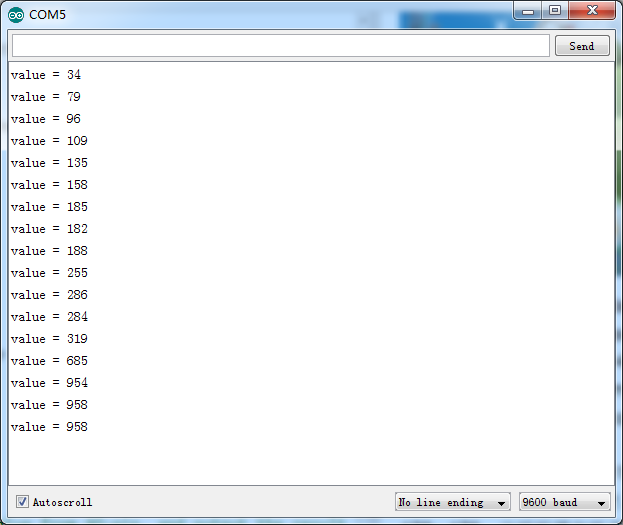 COM5
Send
value = 34
value = 79
value = 96
value = 109
value = 135
value = 158
value = 185
value = 182
value = 188
value = 255
value = 286
value = 284
value = 319
value = 685
value = 954
value = 958
value = 958
Autoscroll
No line ending
9600 baud